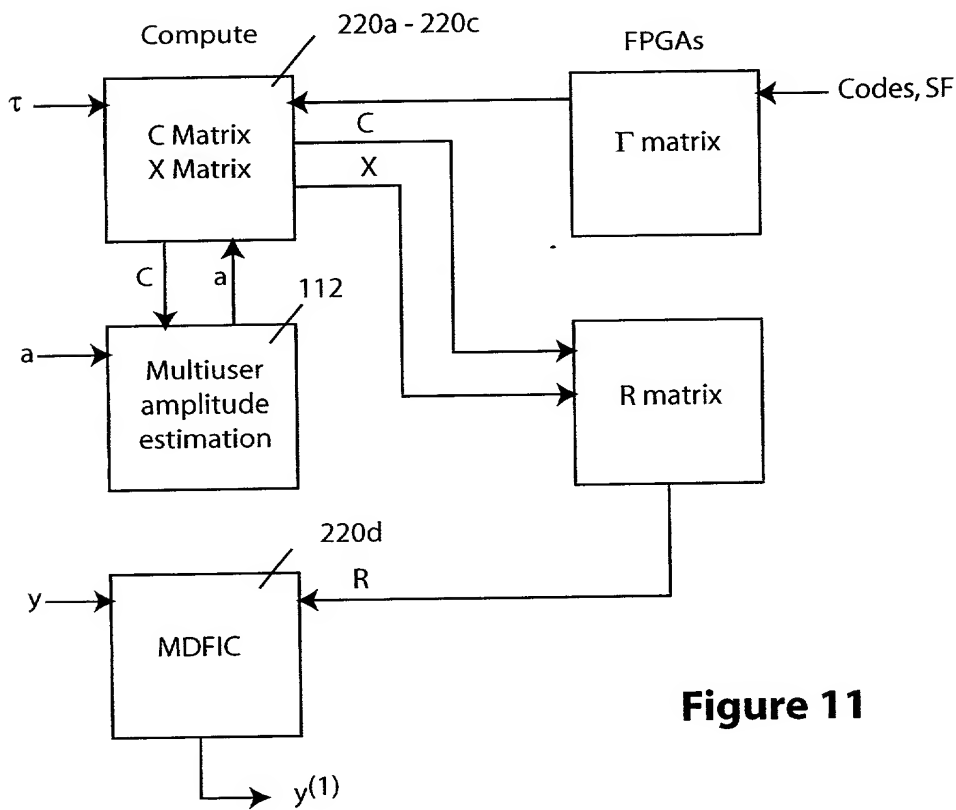 Compute
220a - 220c
FPGAs
τ
C Matrix
X Matrix
C
X
Γ matrix
Codes, SF
C
a
112
a
Multiuser
amplitude
estimation
R matrix
220d
R
y
MDFIC
y(1)
Figure 11